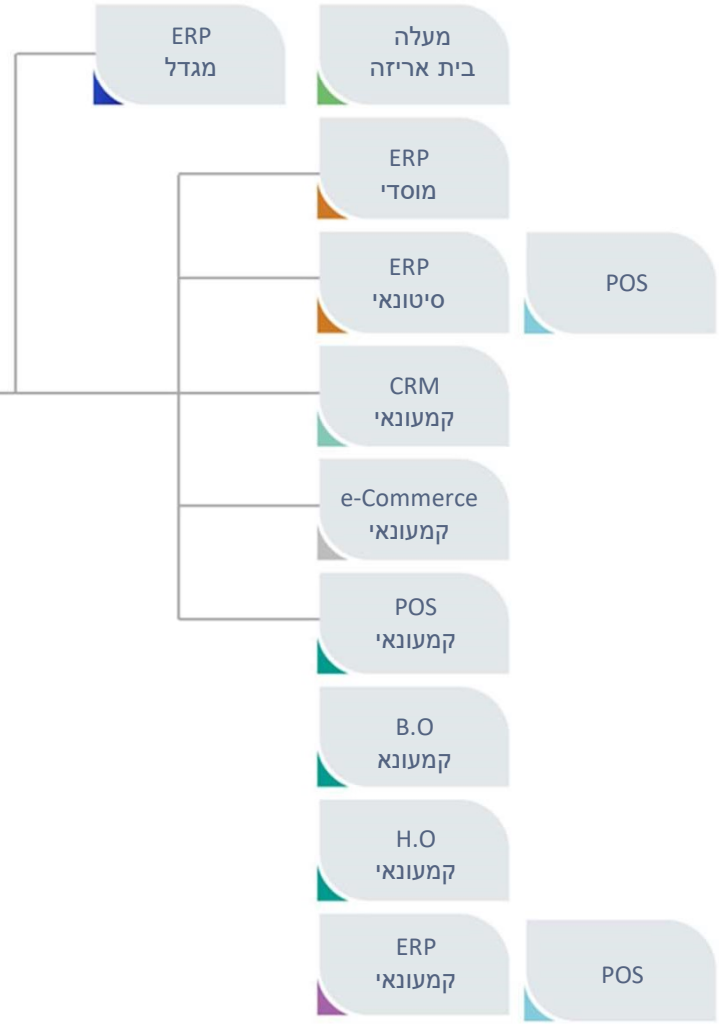 ERP
מגדל
מעלה
בית אריזה
ERP
מוסדי
ERP
סיטונאי
POS
CRM
קמעונאי
e-Commerce
קמעונאי
POS
קמעונאי
B.O
קמעונא
H.O
קמעונאי
ERP
קמעונאי
POS